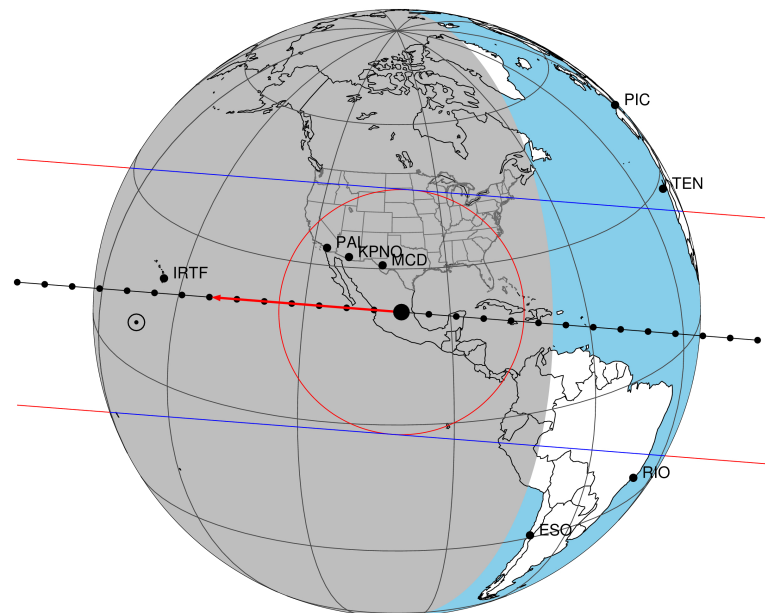 PIC
TEN
PAL
KPNO
MCD
IRTF
RIO
ESO